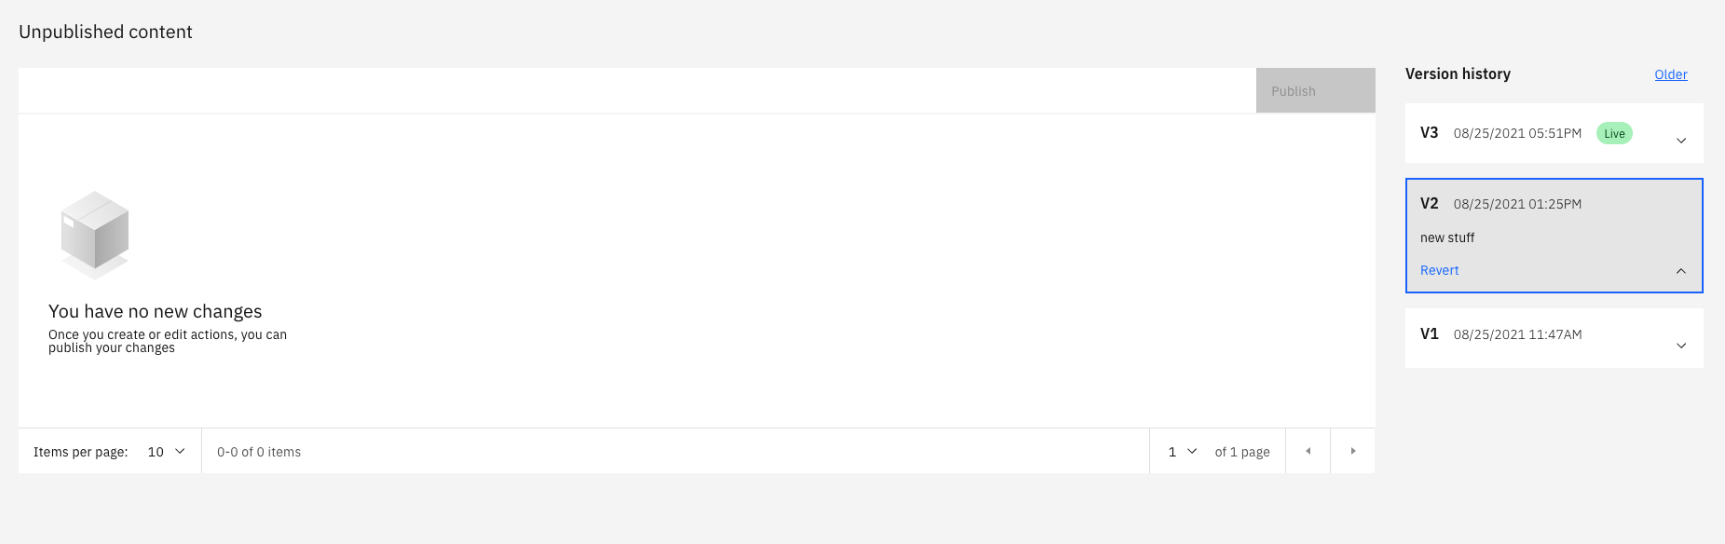 Unpublished content
Publish
You have no new changes
Once you create or edit actions, you can
publish your changes
Items per page: 10 0-0 of 0 items 1 of 1 page
Version history Older
V3 08/25/2021 05:51PM Live
V2 08/25/2021 01:25PM
new stuff
Revert
V1 08/25/2021 11:47AM